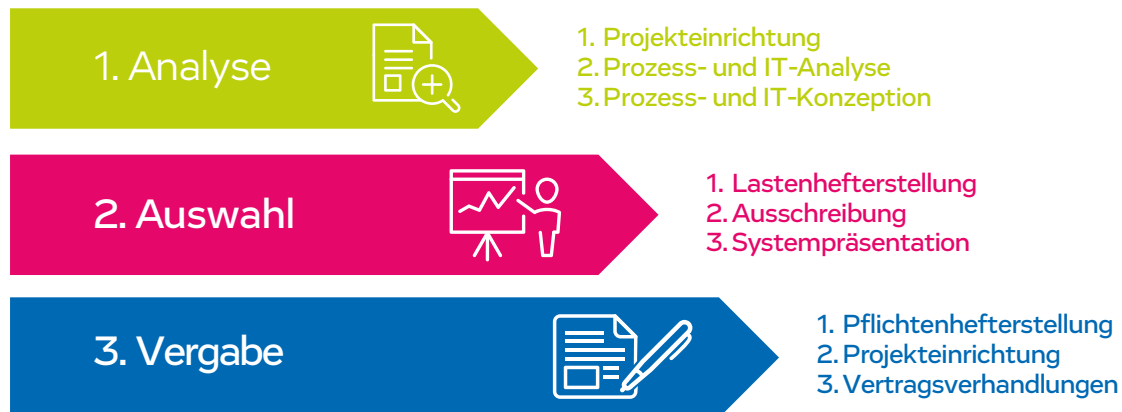 1. Analyse
1. Projekteinrichtung
2. Prozess- und IT-Analyse
3. Prozess- und IT-Konzeption
2. Auswahl
1. Lastenhefterstellung
2. Ausschreibung
3. Systempräsentation
3. Vergabe
1. Pflichtenhefterstellung
2. Projekteinrichtung
3. Vertragsverhandlungen